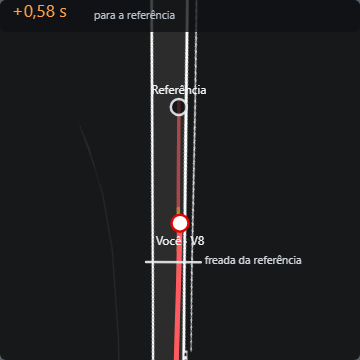 +0,58 s
para a referência
Referência
Você · V8
freada da referência